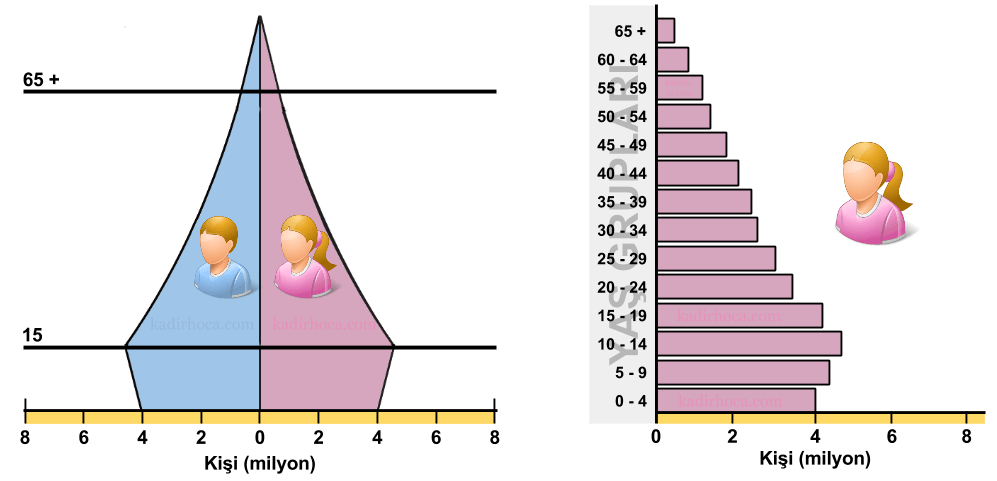 65 +
15
kadirhoca.com kadirhoca.com
8 6 4 2 0 2 4 6 8
Kişi (milyon)
YAŞ GRUPLARI
65 +
60 - 64
55 - 59
50 - 54
45 - 49
40 - 44
35 - 39
30 - 34
25 - 29
20 - 24
15 - 19
kadirhoca.com
10 - 14
5 - 9
0 - 4
kadirhoca.com
0 2 4 6 8
Kişi (milyon)